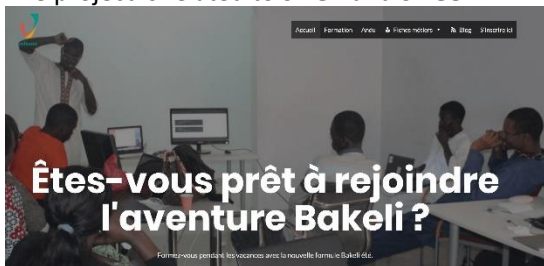 Accueil Formation Andu Fiches métiers Blog S'inscrire ici
Êtes-vous prêt à rejoindre
l'aventure Bakeli ?
Formez-vous pendant les vacances avec la nouvelle formule Bakeli été.